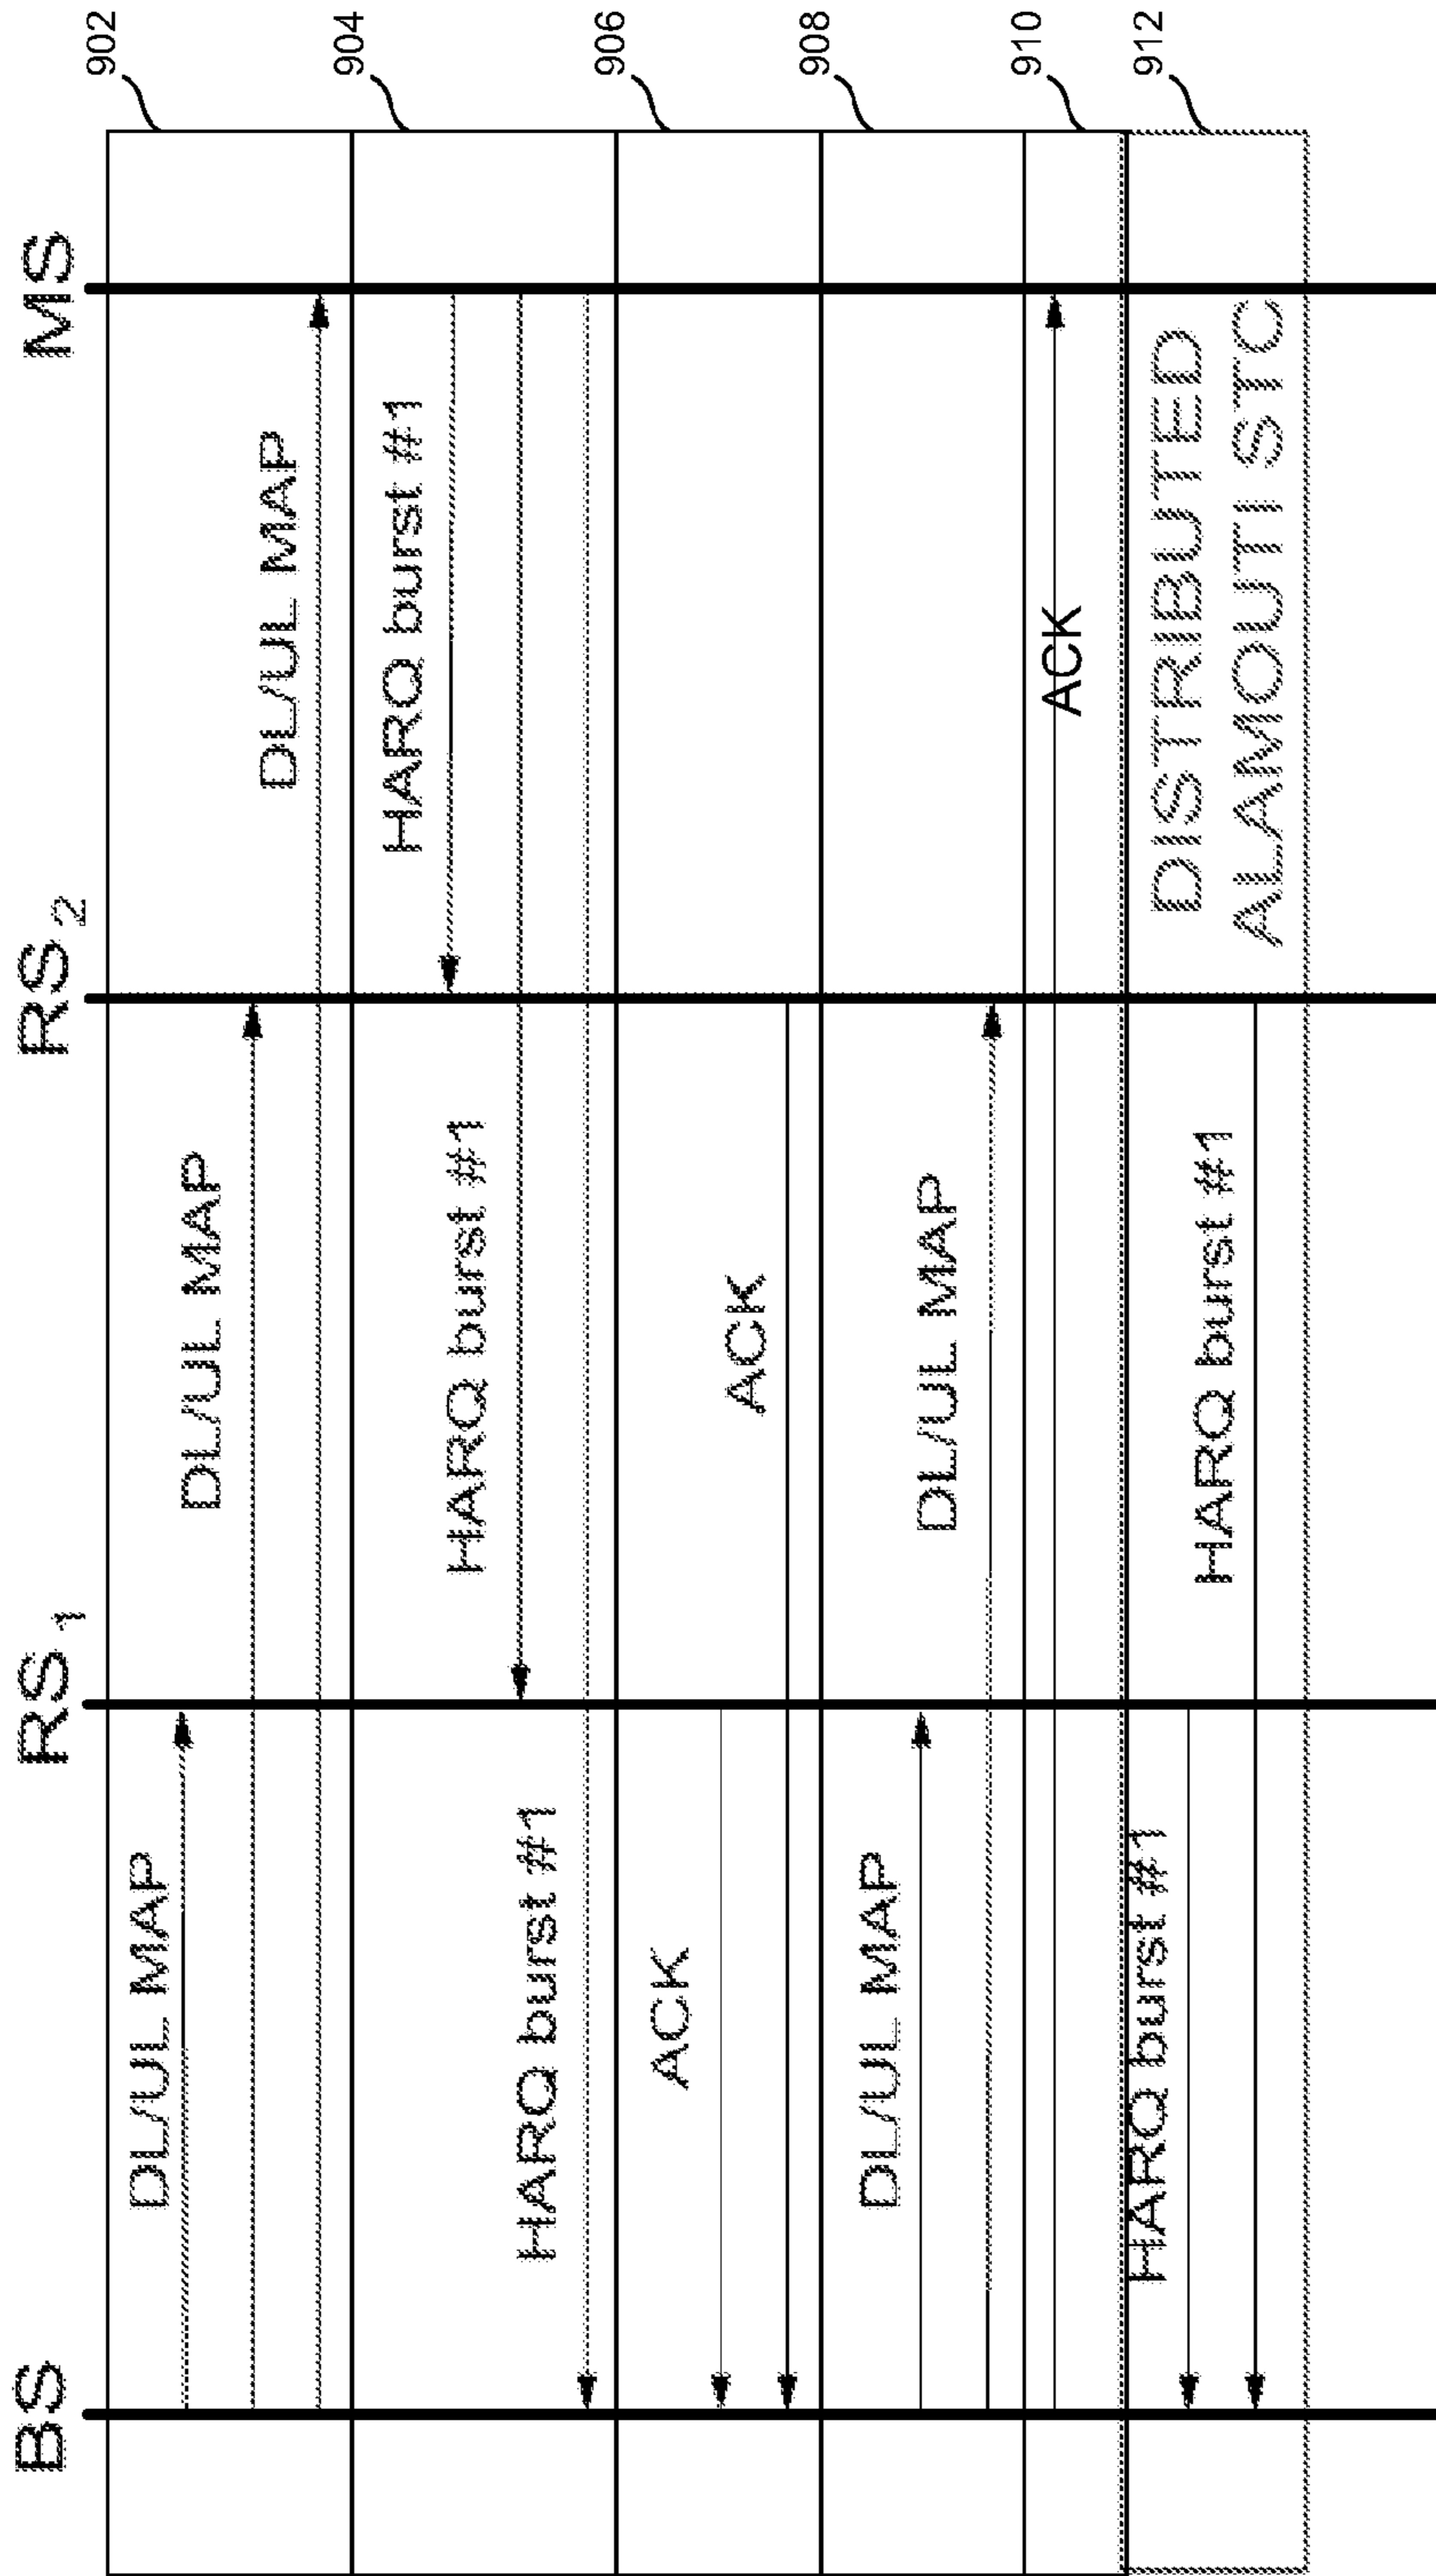 BS
RS 1
RS 2
MS
902
DL/UL MAP
DL/UL MAP
DL/UL MAP
904
HARQ burst #1
HARQ burst #1
HARQ burst #1
906
ACK
ACK
908
DL/UL MAP
DL/UL MAP
910
ACK
912
HARQ burst #1
HARQ burst #1
DISTRIBUTED
ALAMOUTI STC